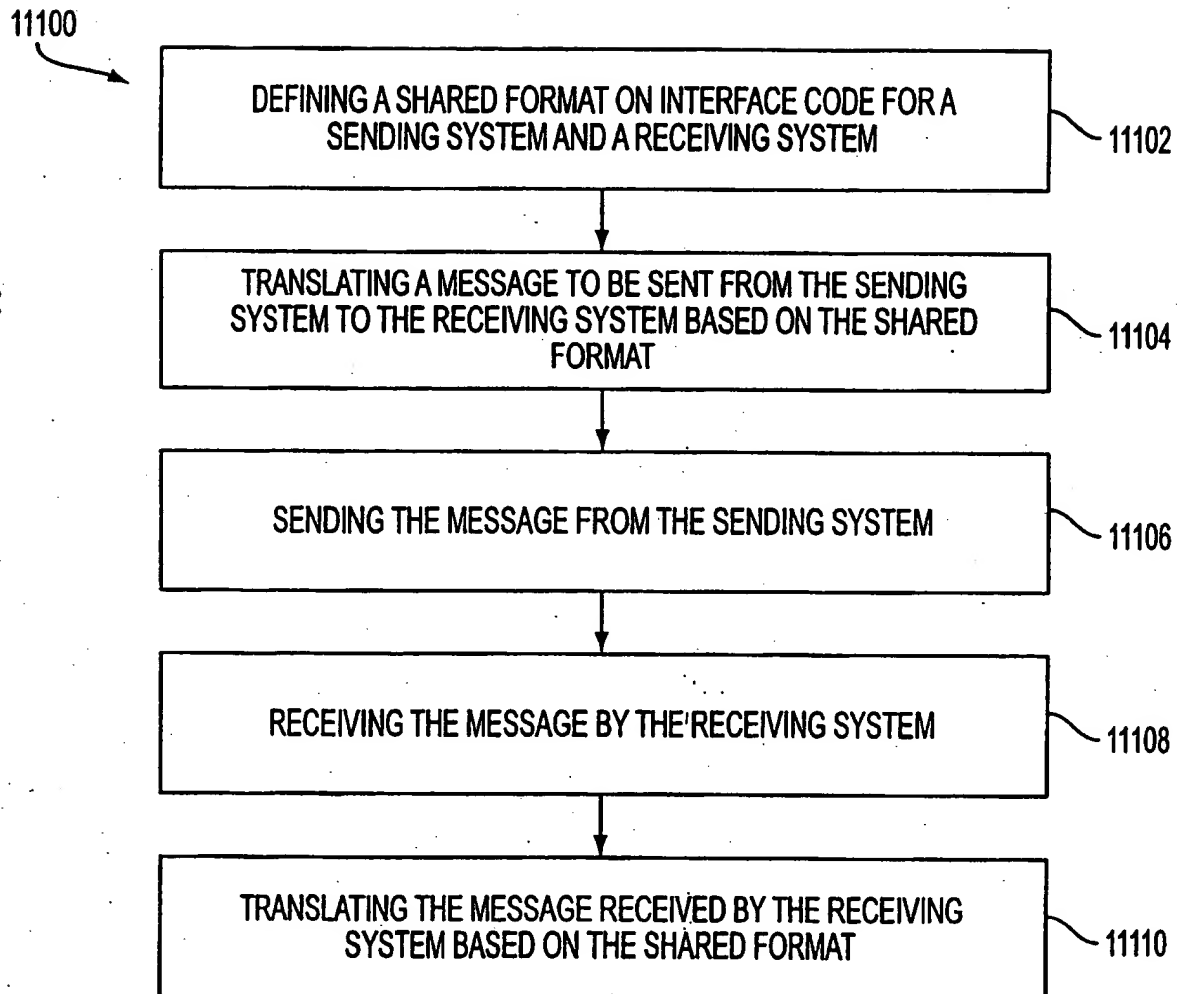 11100
DEFINING A SHARED FORMAT ON INTERFACE CODE FOR A
SENDING SYSTEM AND A RECEIVING SYSTEM
11102
TRANSLATING A MESSAGE TO BE SENT FROM THE SENDING
SYSTEM TO THE RECEIVING SYSTEM BASED ON THE SHARED
FORMAT
11104
SENDING THE MESSAGE FROM THE SENDING SYSTEM
11106
RECEIVING THE MESSAGE BY THE RECEIVING SYSTEM
11108
TRANSLATING THE MESSAGE RECEIVED BY THE RECEIVING
SYSTEM BASED ON THE SHARED FORMAT
11110